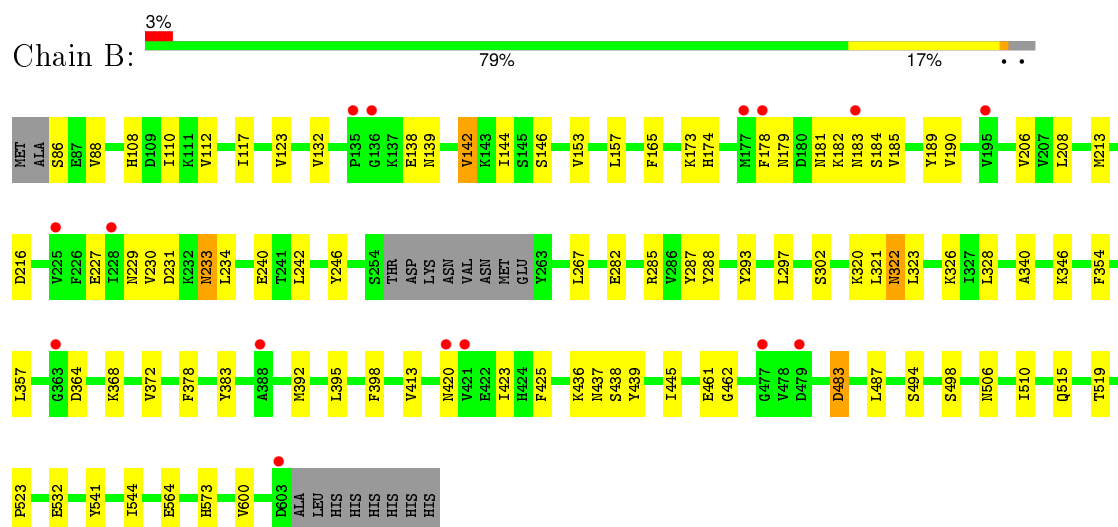 3%
Chain B:
79% 17% • •
MET ALA S86 E87 V88 H108 D109 I110 K111 V112 I117 V123 V132 P135 G136 K137 E138 N139 V142 K143 I144 S145 S146 V153 L157 F165 K173 H174 M177 F178 N179 D180 N181 K182 N183 S184 V185 Y189 V190 V195 V206 V207 L208 M213
D216 V225 F226 E227 I228 N229 V230 D231 K232 N233 L234 E240 T241 L242 Y246 S254 THR ASP LYS ASN VAL ASN MET GLU Y263 L267 E282 R285 V286 Y287 Y288 Y293 L297 S302 K320 L321 N322 L323 K326 I327 L328 A340 K346 F354
L357 G363 D364 K368 V372 F378 Y383 A388 M392 L395 F398 V413 N420 V421 E422 I423 H424 F425 K436 N437 S438 Y439 I445 E461 G462 G477 V478 D479 D483 L487 S494 S498 N506 I510 Q515 T519
P523 E532 Y541 I544 E564 H573 V600 D603 ALA LEU HIS HIS HIS HIS HIS HIS